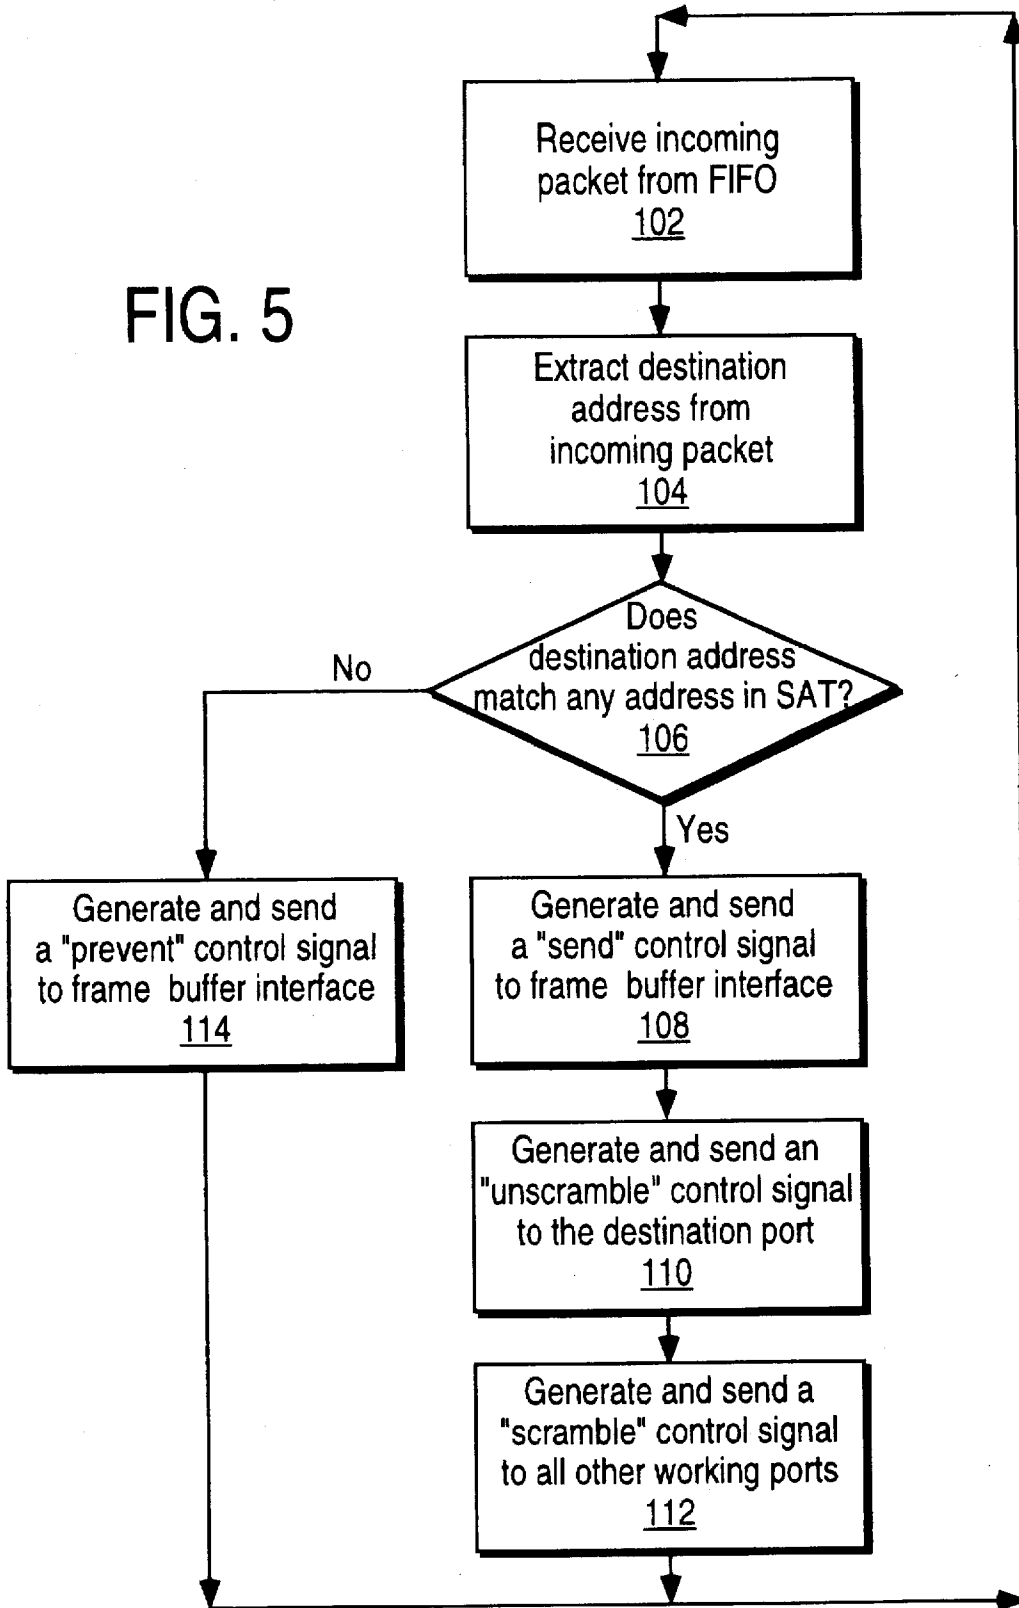 Receive incoming
packet from FIFO
102
FIG. 5
Extract destination
address from
incoming packet
104
Does
destination address
match any address in SAT?
106
No
Yes
Generate and send
a "prevent" control signal
to frame buffer interface
114
Generate and send
a "send" control signal
to frame buffer interface
108
Generate and send an
"unscramble" control signal
to the destination port
110
Generate and send a
"scramble" control signal
to all other working ports
112